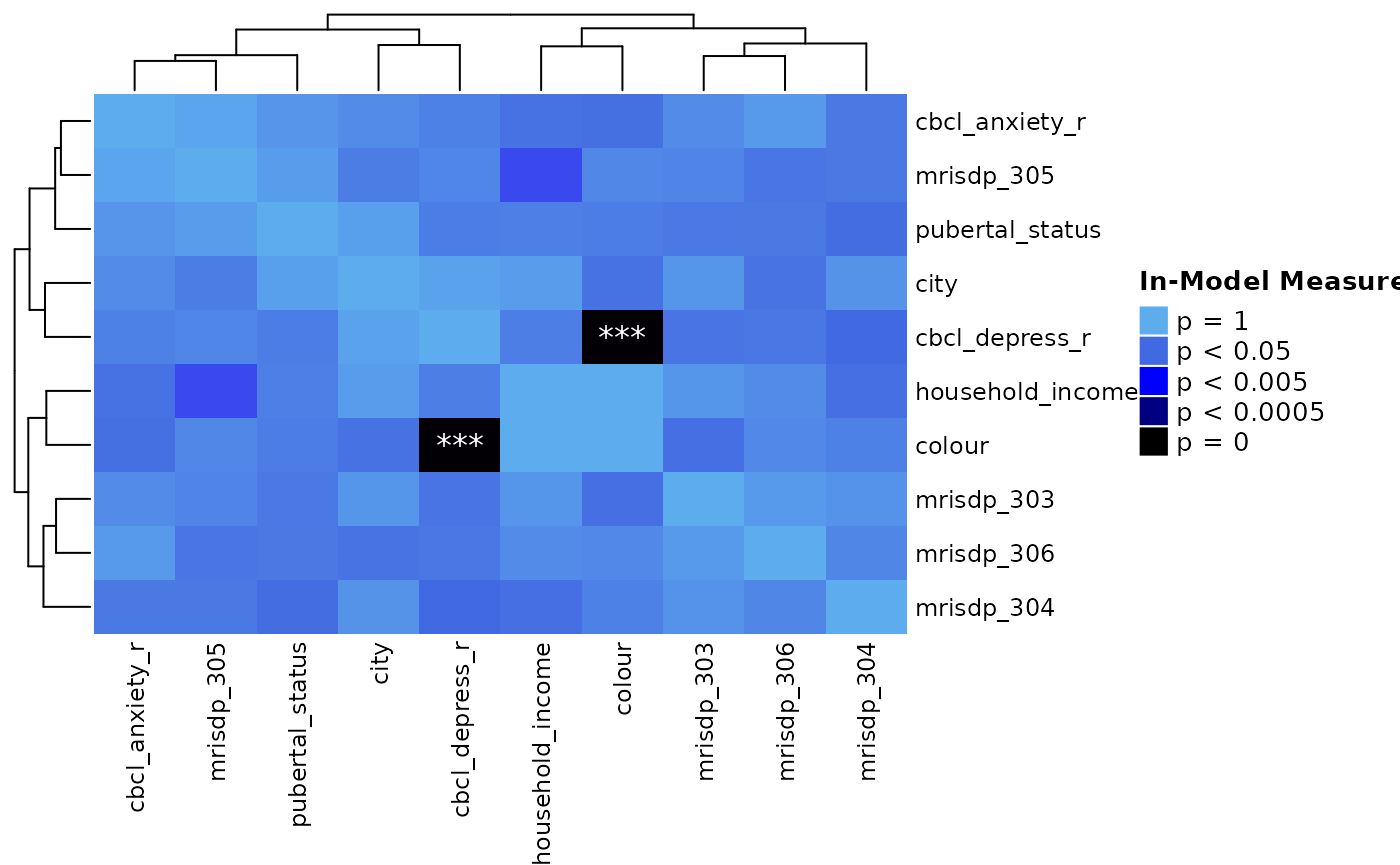 cbcl_anxiety_r
mrisdp_305
pubertal_status
city
***
cbcl_depress_r
household_income
***
colour
mrisdp_303
mrisdp_306
mrisdp_304
In-Model Measure
p = 1
p < 0.05
p < 0.005
p < 0.0005
p = 0
cbcl_anxiety_r
mrisdp_305
pubertal_status
city
cbcl_depress_r
household_income
colour
mrisdp_303
mrisdp_306
mrisdp_304